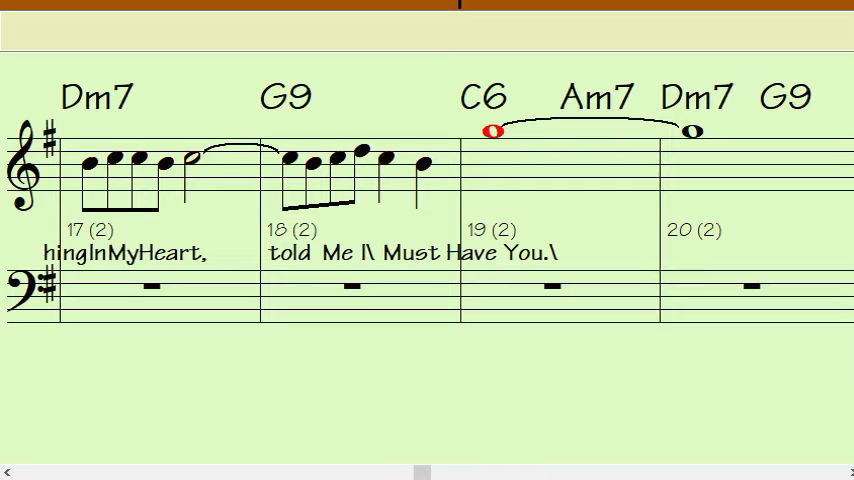 Dm7 G9 C6 Am7 Dm7 G9
17 (2) 18 (2) 19 (2) 20 (2)
hingInMyHeart, told Me I\ Must Have You.\